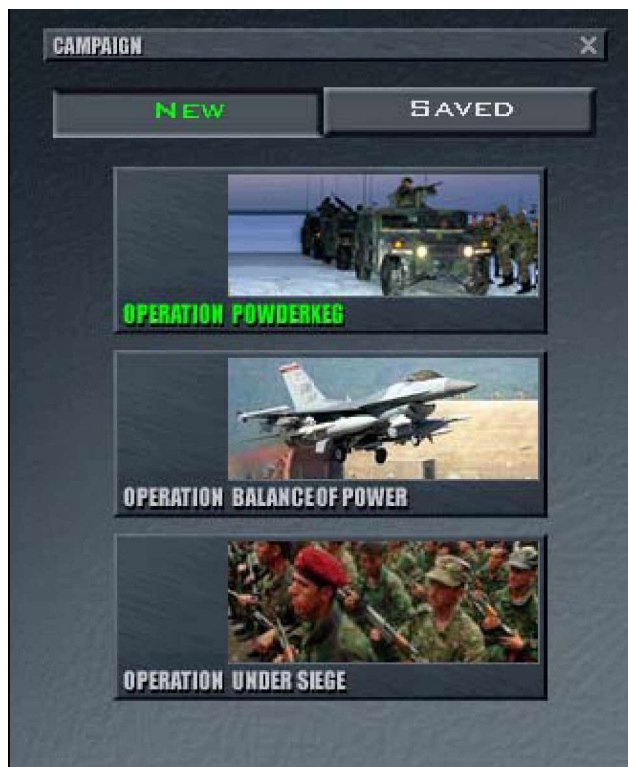 CAMPAIGN
NEW SAVED
OPERATION POWDERKEG
OPERATION BALANCE OF POWER
OPERATION UNDER SIEGE